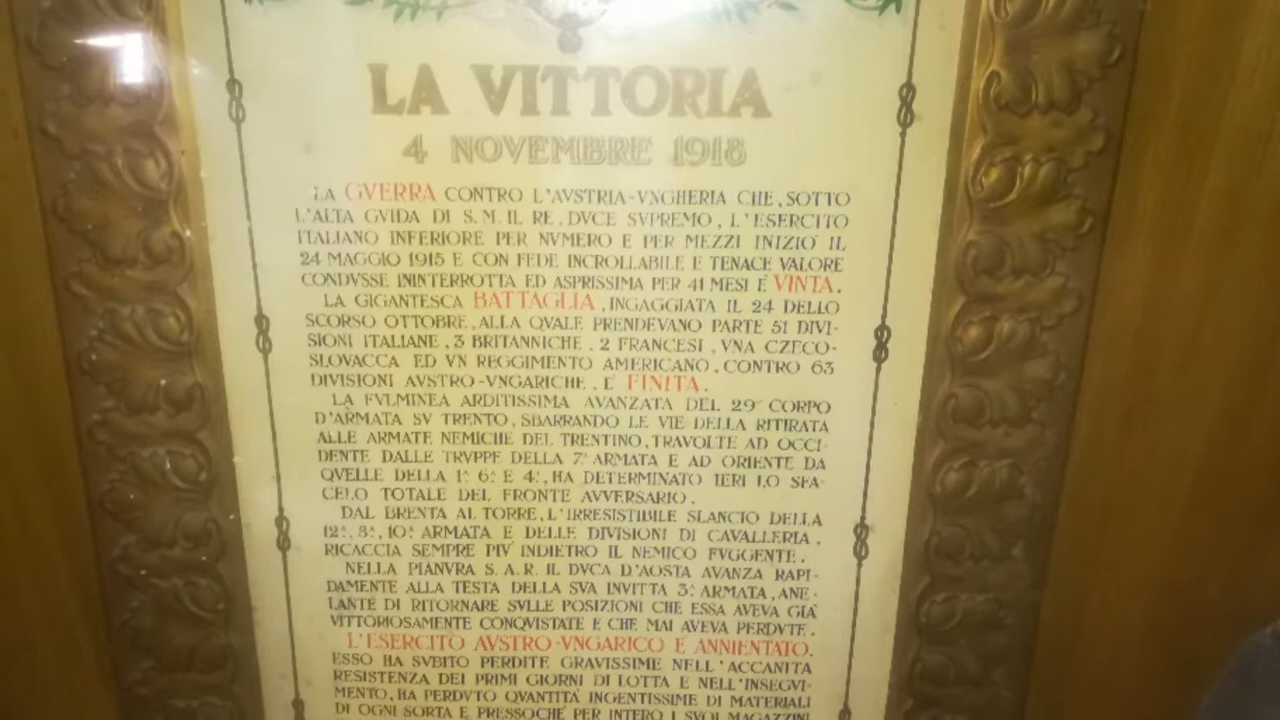 LA VITTORIA
4 NOVEMBRE 1918
LA GVERRA CONTRO L'AVSTRIA-VNGHERIA CHE, SOTTO
L'ALTA GVIDA DI S.M. IL RE, DVCE SVPREMO, L'ESERCITO
ITALIANO INFERIORE PER NVMERO E PER MEZZI INIZIO' IL
24 MAGGIO 1915 E CON FEDE INCROLLABILE E TENACE VALORE
CONDVSSE ININTERROTTA ED ASPRISSIMA PER 41 MESI E' VINTA.
LA GIGANTESCA BATTAGLIA, INGAGGIATA IL 24 DELLO
SCORSO OTTOBRE, ALLA QVALE PRENDEVANO PARTE 51 DIVI-
SIONI ITALIANE, 3 BRITANNICHE, 2 FRANCESI, VNA CZECO-
SLOVACCA ED VN REGGIMENTO AMERICANO, CONTRO 63
DIVISIONI AVSTRO-VNGARICHE, E' FINITA.
LA FVLMINEA ARDITISSIMA AVANZATA DEL 29° CORPO
D'ARMATA SV TRENTO, SBARRANDO LE VIE DELLA RITIRATA
ALLE ARMATE NEMICHE DEL TRENTINO, TRAVOLTE AD OCCI-
DENTE DALLE TRVPPE DELLA 7ª ARMATA E AD ORIENTE DA
QVELLE DELLA 1ª 6ª E 4ª, HA DETERMINATO IERI LO SFA-
CELO TOTALE DEL FRONTE AVVERSARIO.
DAL BRENTA AL TORRE, L'IRRESISTIBILE SLANCIO DELLA
12ª, 8ª, 10ª ARMATA E DELLE DIVISIONI DI CAVALLERIA,
RICACCIA SEMPRE PIV' INDIETRO IL NEMICO FVGGENTE.
NELLA PIANVRA S.A.R. IL DVCA D'AOSTA AVANZA RAPI-
DAMENTE ALLA TESTA DELLA SVA INVITTA 3ª ARMATA, ANE-
LANTE DI RITORNARE SVLLE POSIZIONI CHE ESSA AVEVA GIA'
VITTORIOSAMENTE CONQVISTATE E CHE MAI AVEVA PERDVTE.
L'ESERCITO AVSTRO-VNGARICO E' ANNIENTATO.
ESSO HA SVBITO PERDITE GRAVISSIME NELL'ACCANITA
RESISTENZA DEI PRIMI GIORNI DI LOTTA E NELL'INSEGVI-
MENTO, HA PERDVTO QVANTITA' INGENTISSIME DI MATERIALI
DI OGNI SORTA E PRESSOCHE' PER INTERO I SVOI MAGAZZINI